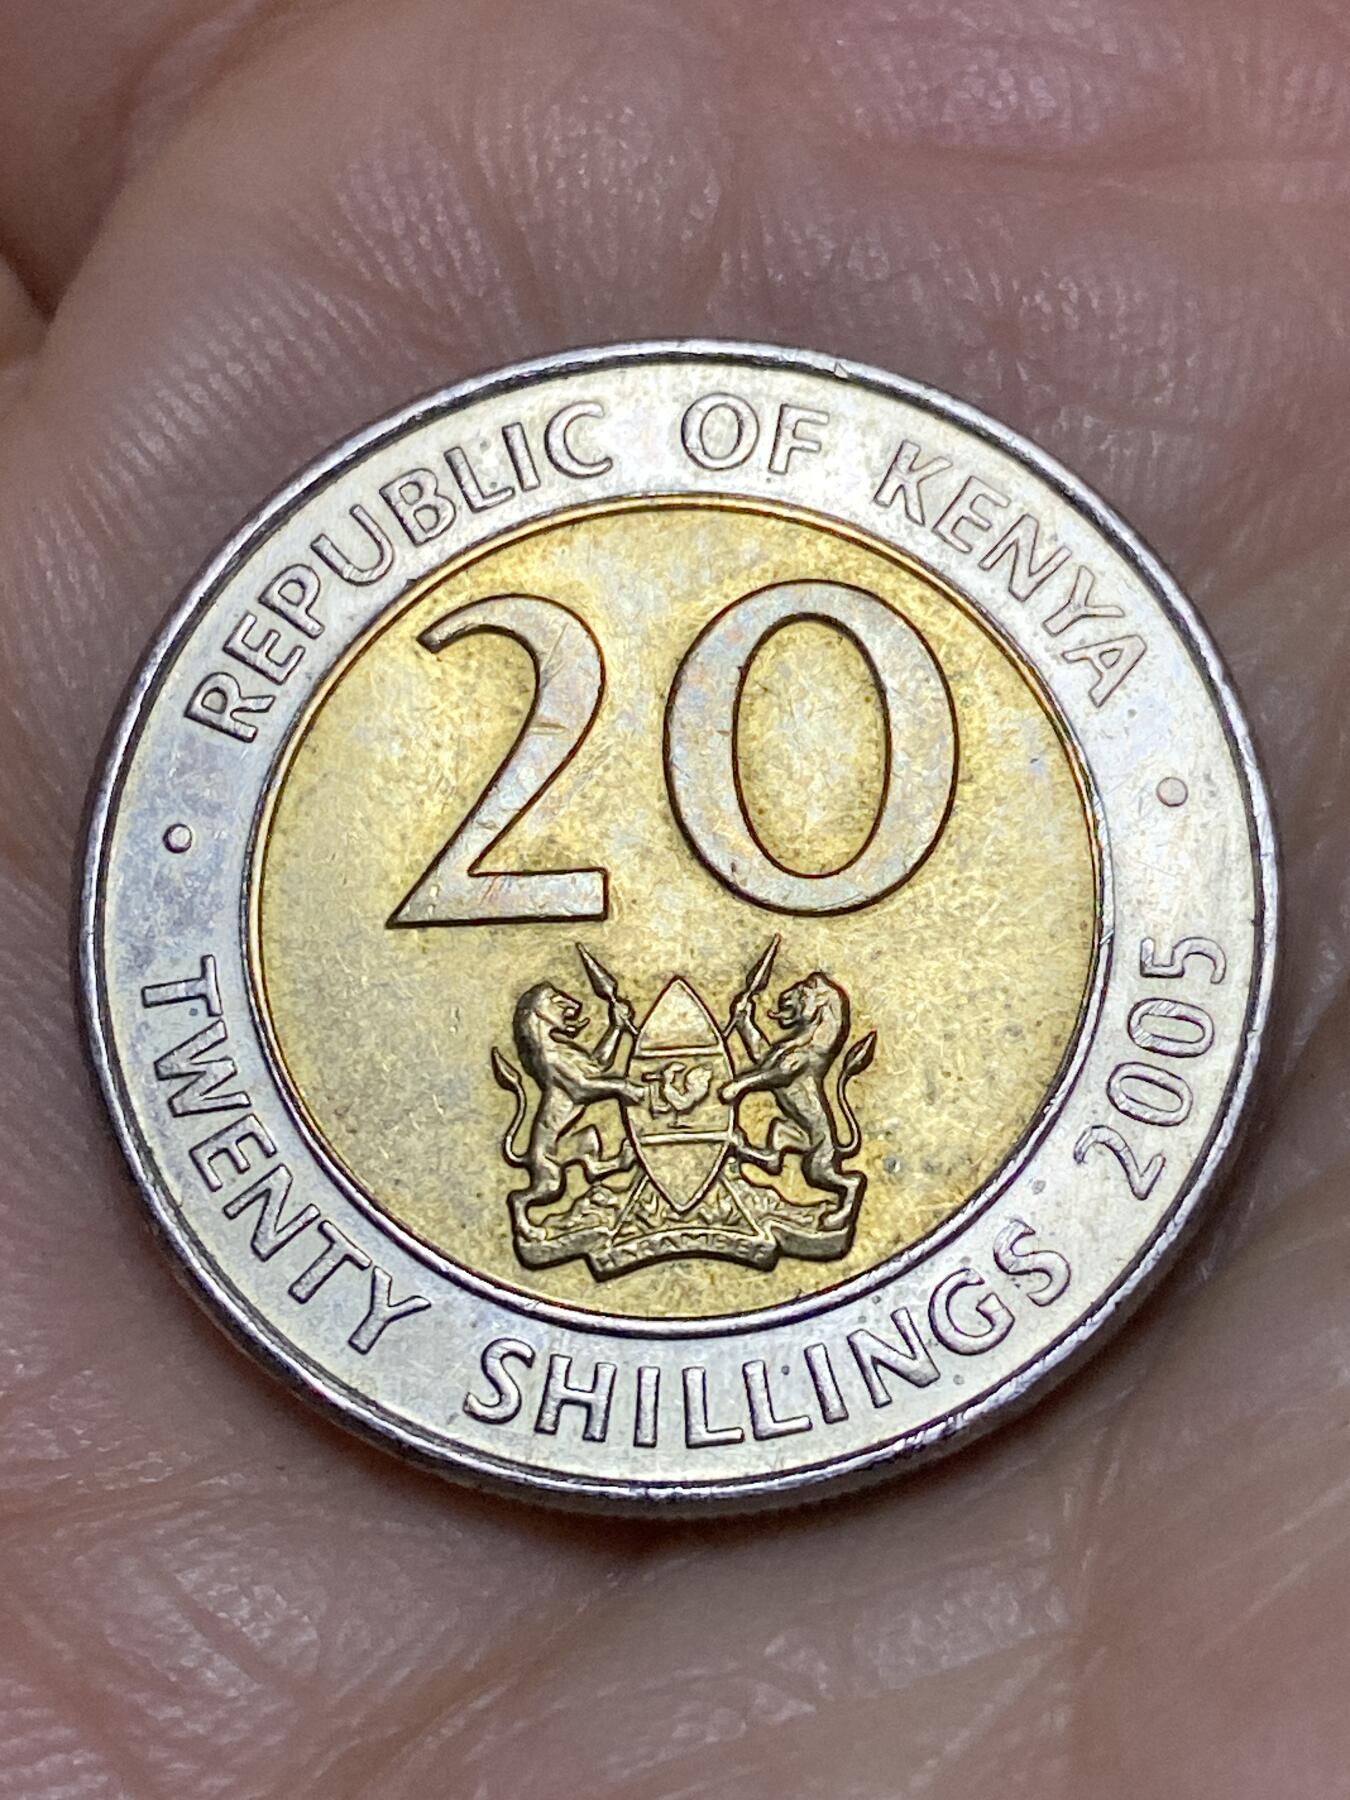 REPUBLIC OF KENYA
20
HARAMBEE
TWENTY SHILLINGS 2005